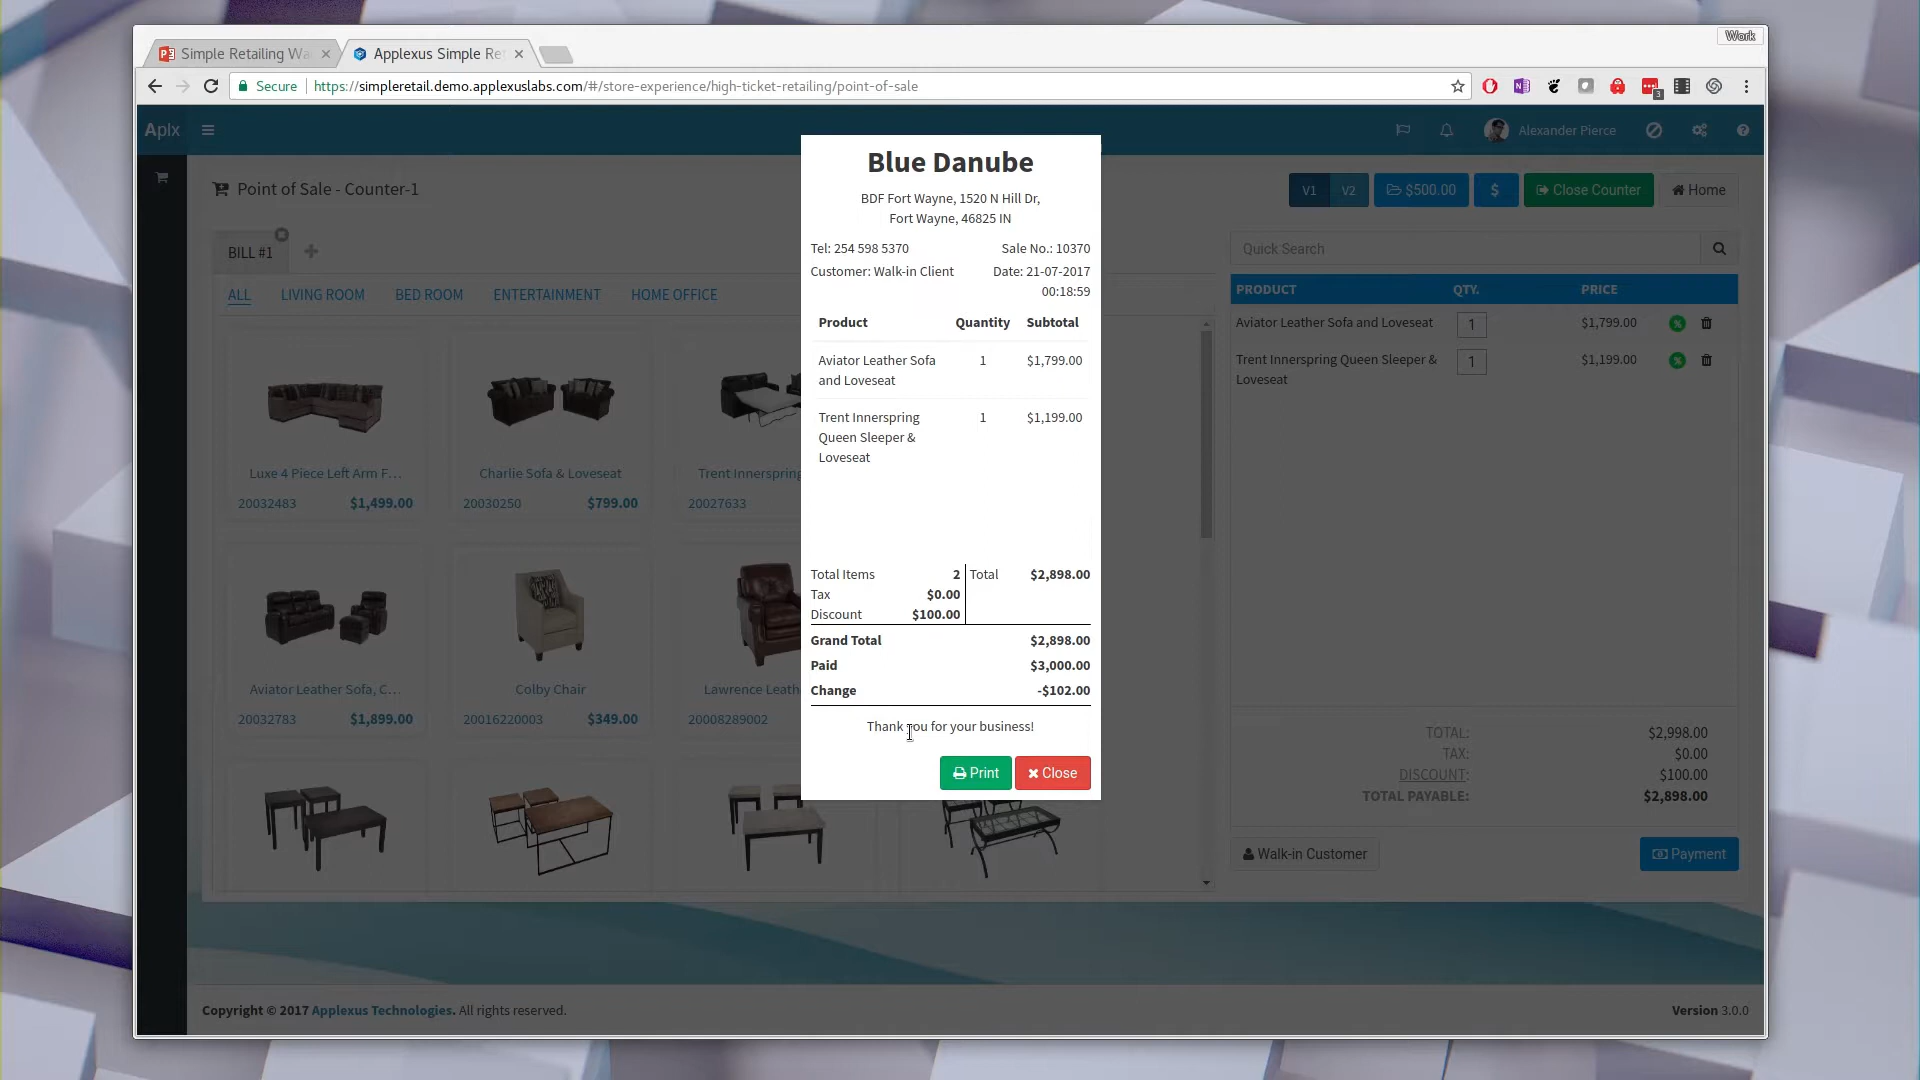 Work
Simple Retailing Wa
Applexus Simple Re
Secure
https://simpleretail.demo.applexuslabs.com/#/store-experience/high-ticket-retailing/point-of-sale
3
Aplx
Alexander Pierce
Point of Sale - Counter-1
V1
V2
$500.00
$
Close Counter
Home
BILL #1
ALL
LIVING ROOM
BED ROOM
ENTERTAINMENT
HOME OFFICE
Luxe 4 Piece Left Arm F...
20032483 $1,499.00
Charlie Sofa & Loveseat
20030250 $799.00
Trent Innerspring
20027633
Aviator Leather Sofa, C...
20032783 $1,899.00
Colby Chair
20016220003 $349.00
Lawrence Leath
20008289002
Blue Danube
BDF Fort Wayne, 1520 N Hill Dr,
Fort Wayne, 46825 IN
Tel: 254 598 5370 Sale No.: 10370
Customer: Walk-in Client Date: 21-07-2017
00:18:59
Product Quantity Subtotal
Aviator Leather Sofa 1 $1,799.00
and Loveseat
Trent Innerspring 1 $1,199.00
Queen Sleeper &
Loveseat
Total Items 2 Total $2,898.00
Tax $0.00
Discount $100.00
Grand Total $2,898.00
Paid $3,000.00
Change -$102.00
Thank you for your business!
Print
Close
Quick Search
PRODUCT QTY. PRICE
Aviator Leather Sofa and Loveseat 1 $1,799.00
Trent Innerspring Queen Sleeper & 1 $1,199.00
Loveseat
TOTAL: $2,998.00
TAX: $0.00
DISCOUNT: $100.00
TOTAL PAYABLE: $2,898.00
Walk-in Customer
Payment
Copyright © 2017 Applexus Technologies. All rights reserved.
Version 3.0.0